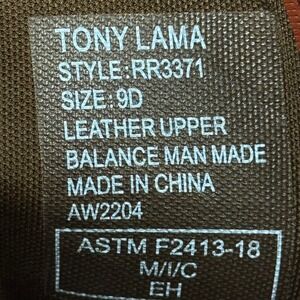 TONY LAMA
STYLE:RR3371
SIZE: 9D
LEATHER UPPER
BALANCE MAN MADE
MADE IN CHINA
AW2204
ASTM F2413-18
M/I/C
EH